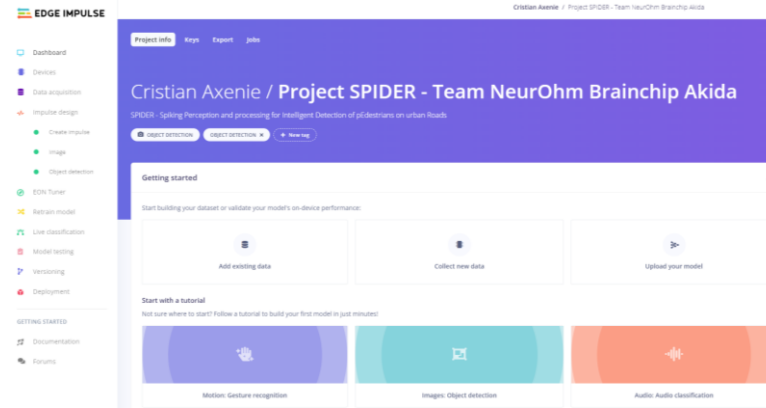 EDGE IMPULSE
Cristian Axenie / Project SPIDER - Team NeurOhm Brainchip Akida
Dashboard
Devices
Data acquisition
Impulse design
Create impulse
Image
Object detection
EON Tuner
Retrain model
Live classification
Model testing
Versioning
Deployment
GETTING STARTED
Documentation
Forums
Project info Keys Export Jobs
Cristian Axenie / Project SPIDER - Team NeurOhm Brainchip Akida
SPIDER - Spiking Perception and processing for Intelligent Detection of pEdestrians on urban Roads
OBJECT DETECTION OBJECT DETECTION × + New tag
Getting started
Start building your dataset or validate your model's on-device performance:
Add existing data Collect new data Upload your model
Start with a tutorial
Not sure where to start? Follow a tutorial to build your first model in just minutes!
Motion: Gesture recognition Images: Object detection Audio: Audio classification